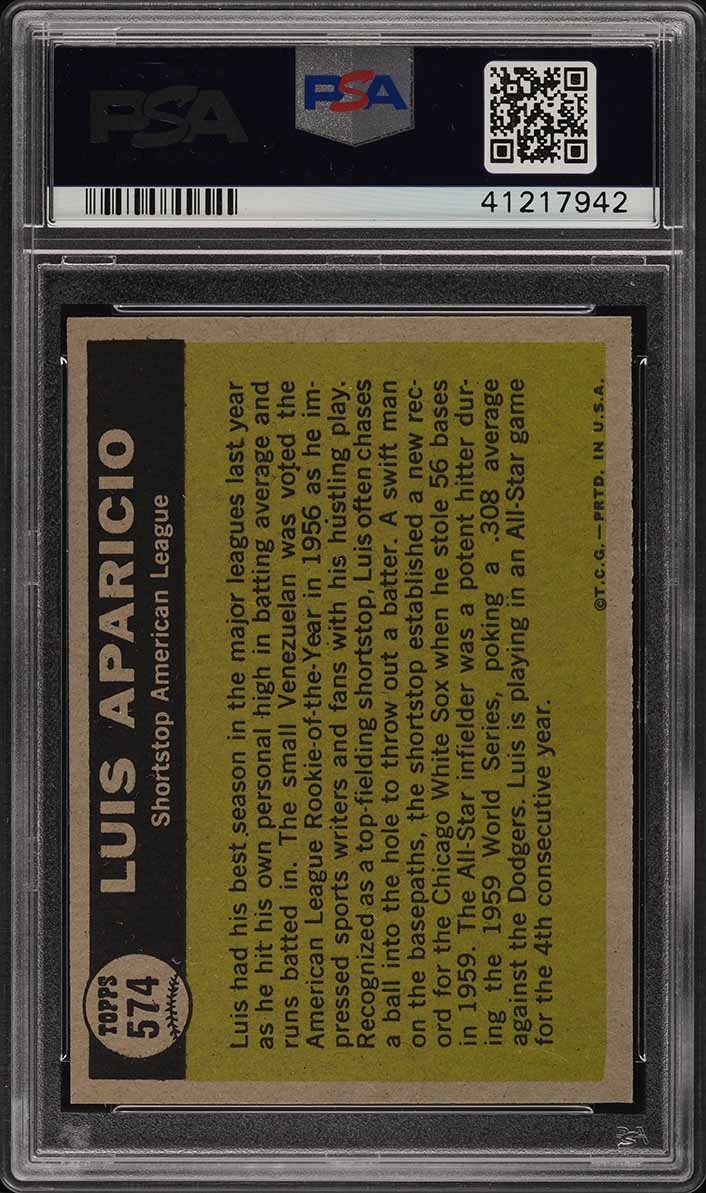 PSA
PSA
41217942
TOPPS
574
LUIS APARICIO
Shortstop American League
Luis had his best season in the major leagues last year
as he hit his own personal high in batting average and
runs batted in. The small Venezuelan was voted the
American League Rookie-of-the-Year in 1956 as he im-
pressed sports writers and fans with his hustling play.
Recognized as a top-fielding shortstop, Luis often chases
a ball into the hole to throw out a batter. A swift man
on the basepaths, the shortstop established a new rec-
ord for the Chicago White Sox when he stole 56 bases
in 1959. The All-Star infielder was a potent hitter dur-
ing the 1959 World Series, poking a .308 average
against the Dodgers. Luis is playing in an All-Star game
for the 4th consecutive year.
©T.C.G.—PRTD. IN U.S.A.